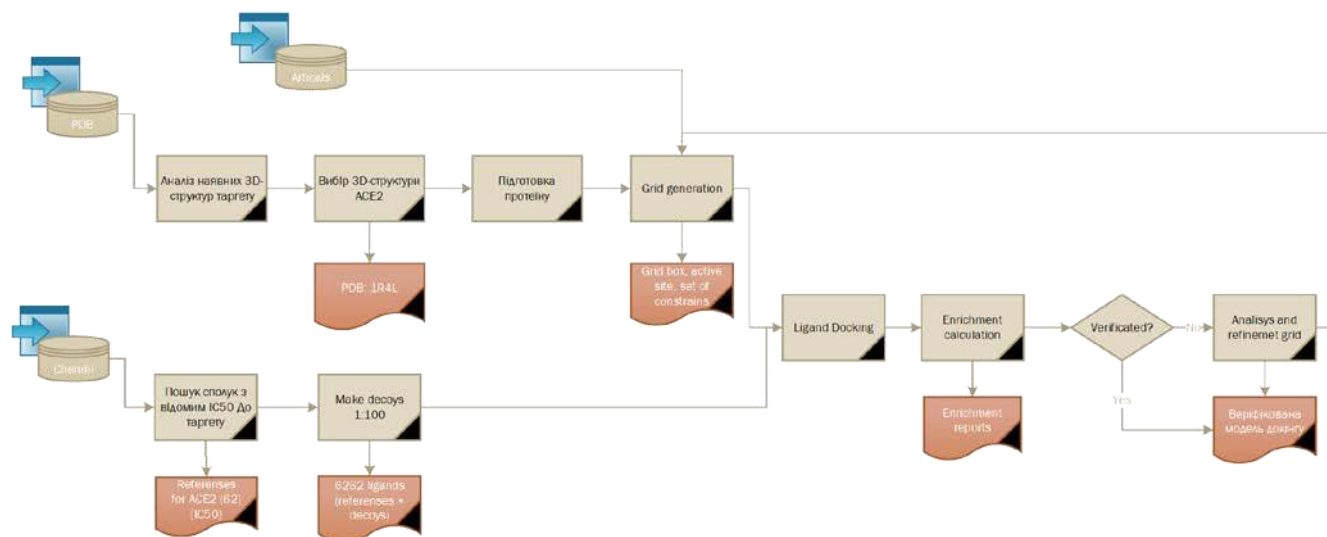 Articals
PDB
Аналіз наявних 3D-
структур таргету
Вибір 3D-структури
ACE2
Підготовка
протеїну
Grid generation
PDB: 1R4L
Grid box, active
site, set of
constrains
Ligand Docking
Enrichment
calculation
Verificated?
No
Analisys and
refinemet grid
Yes
Enrichment
reports
Веріфікована
модель докінгу
Chembl
Пошук сполук з
відомим IC50 До
таргету
Make decoys
1:100
Referenses
for ACE2 (62)
(IC50)
6262 ligands
(referenses +
decoys)